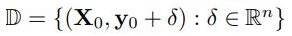 𝔻 = {(𝐗₀, 𝐲₀ + δ) : δ ∈ ℝⁿ}